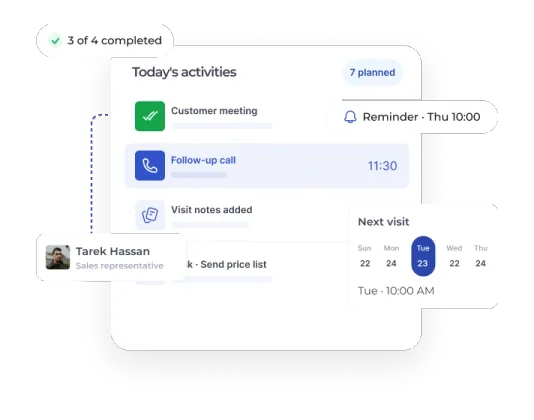 3 of 4 completed
Today's activities
7 planned
Customer meeting
Reminder · Thu 10:00
Follow-up call
11:30
Visit notes added
Next visit
Sun Mon Tue Wed Thu
22 24 23 22 24
Tue · 10:00 AM
Tarek Hassan
Sales representative
· Send price list